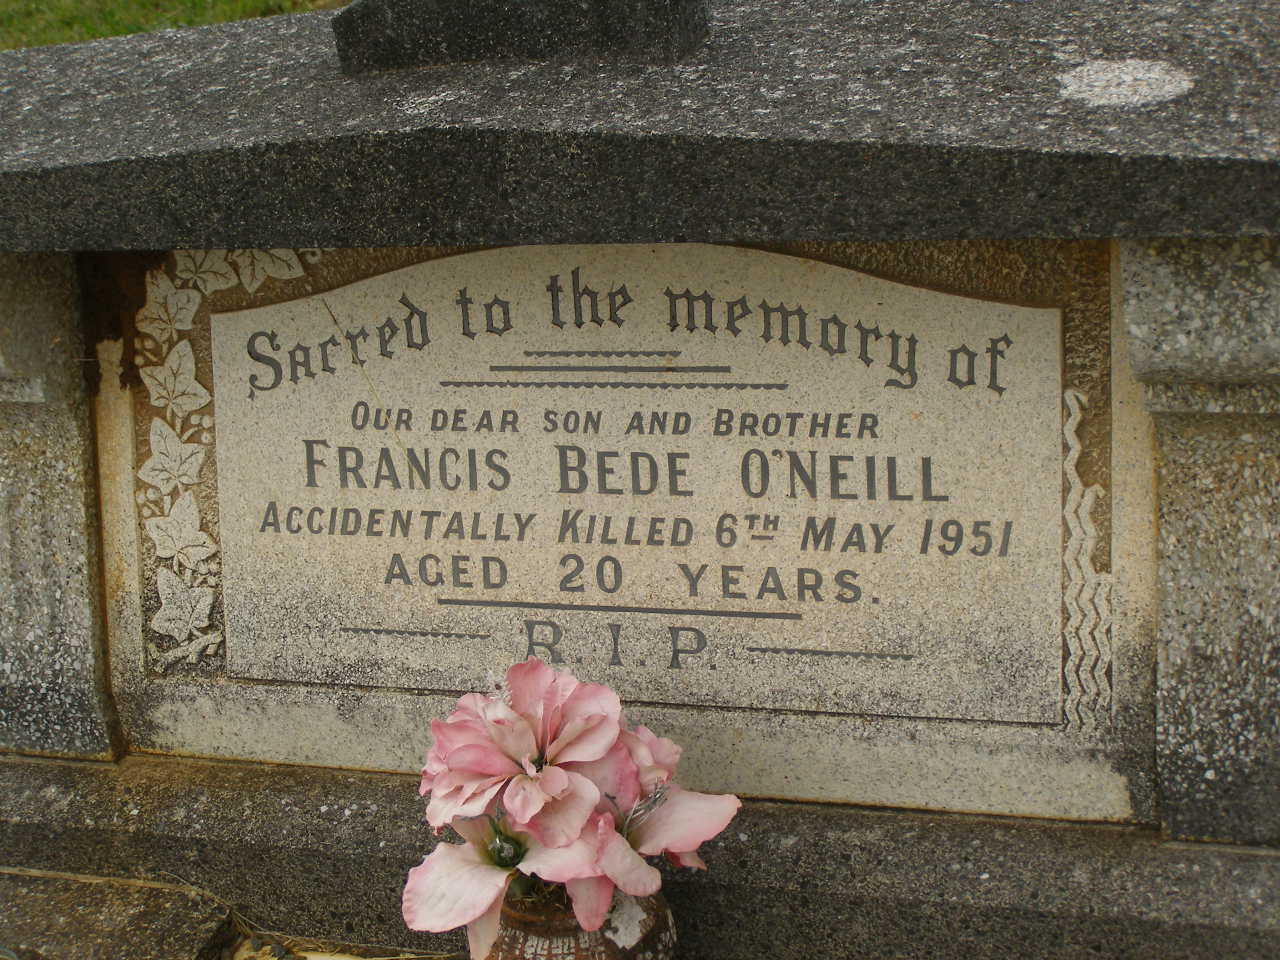 Sacred to the memory of
OUR DEAR SON AND BROTHER
FRANCIS BEDE O'NEILL
ACCIDENTALLY KILLED 6TH MAY 1951
AGED 20 YEARS.
R.I.P.